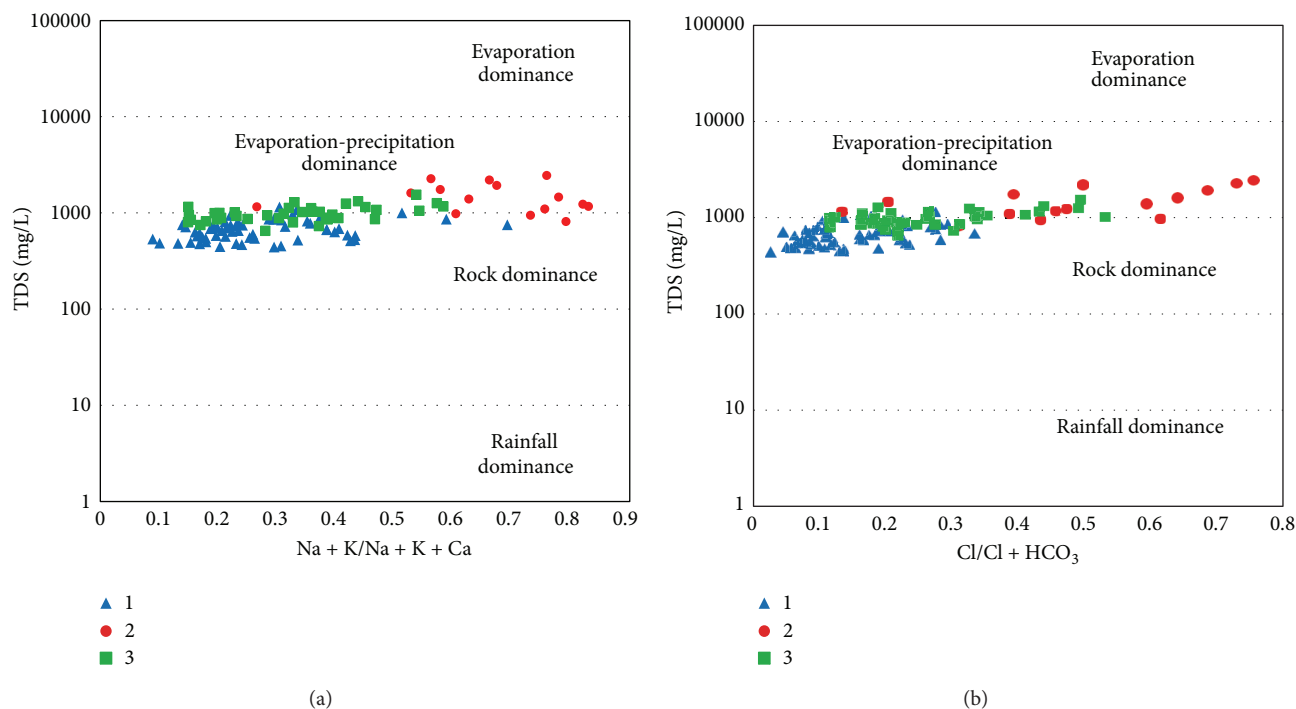 100000
10000
1000
100
10
1
TDS (mg/L)
Evaporation
dominance
Evaporation-precipitation
dominance
Rock dominance
Rainfall
dominance
0 0.1 0.2 0.3 0.4 0.5 0.6 0.7 0.8 0.9
Na + K/Na + K + Ca
1
2
3
(a)
100000
10000
1000
100
10
1
TDS (mg/L)
Evaporation
dominance
Evaporation-precipitation
dominance
Rock dominance
Rainfall dominance
0 0.1 0.2 0.3 0.4 0.5 0.6 0.7 0.8
Cl/Cl + HCO₃
1
2
3
(b)